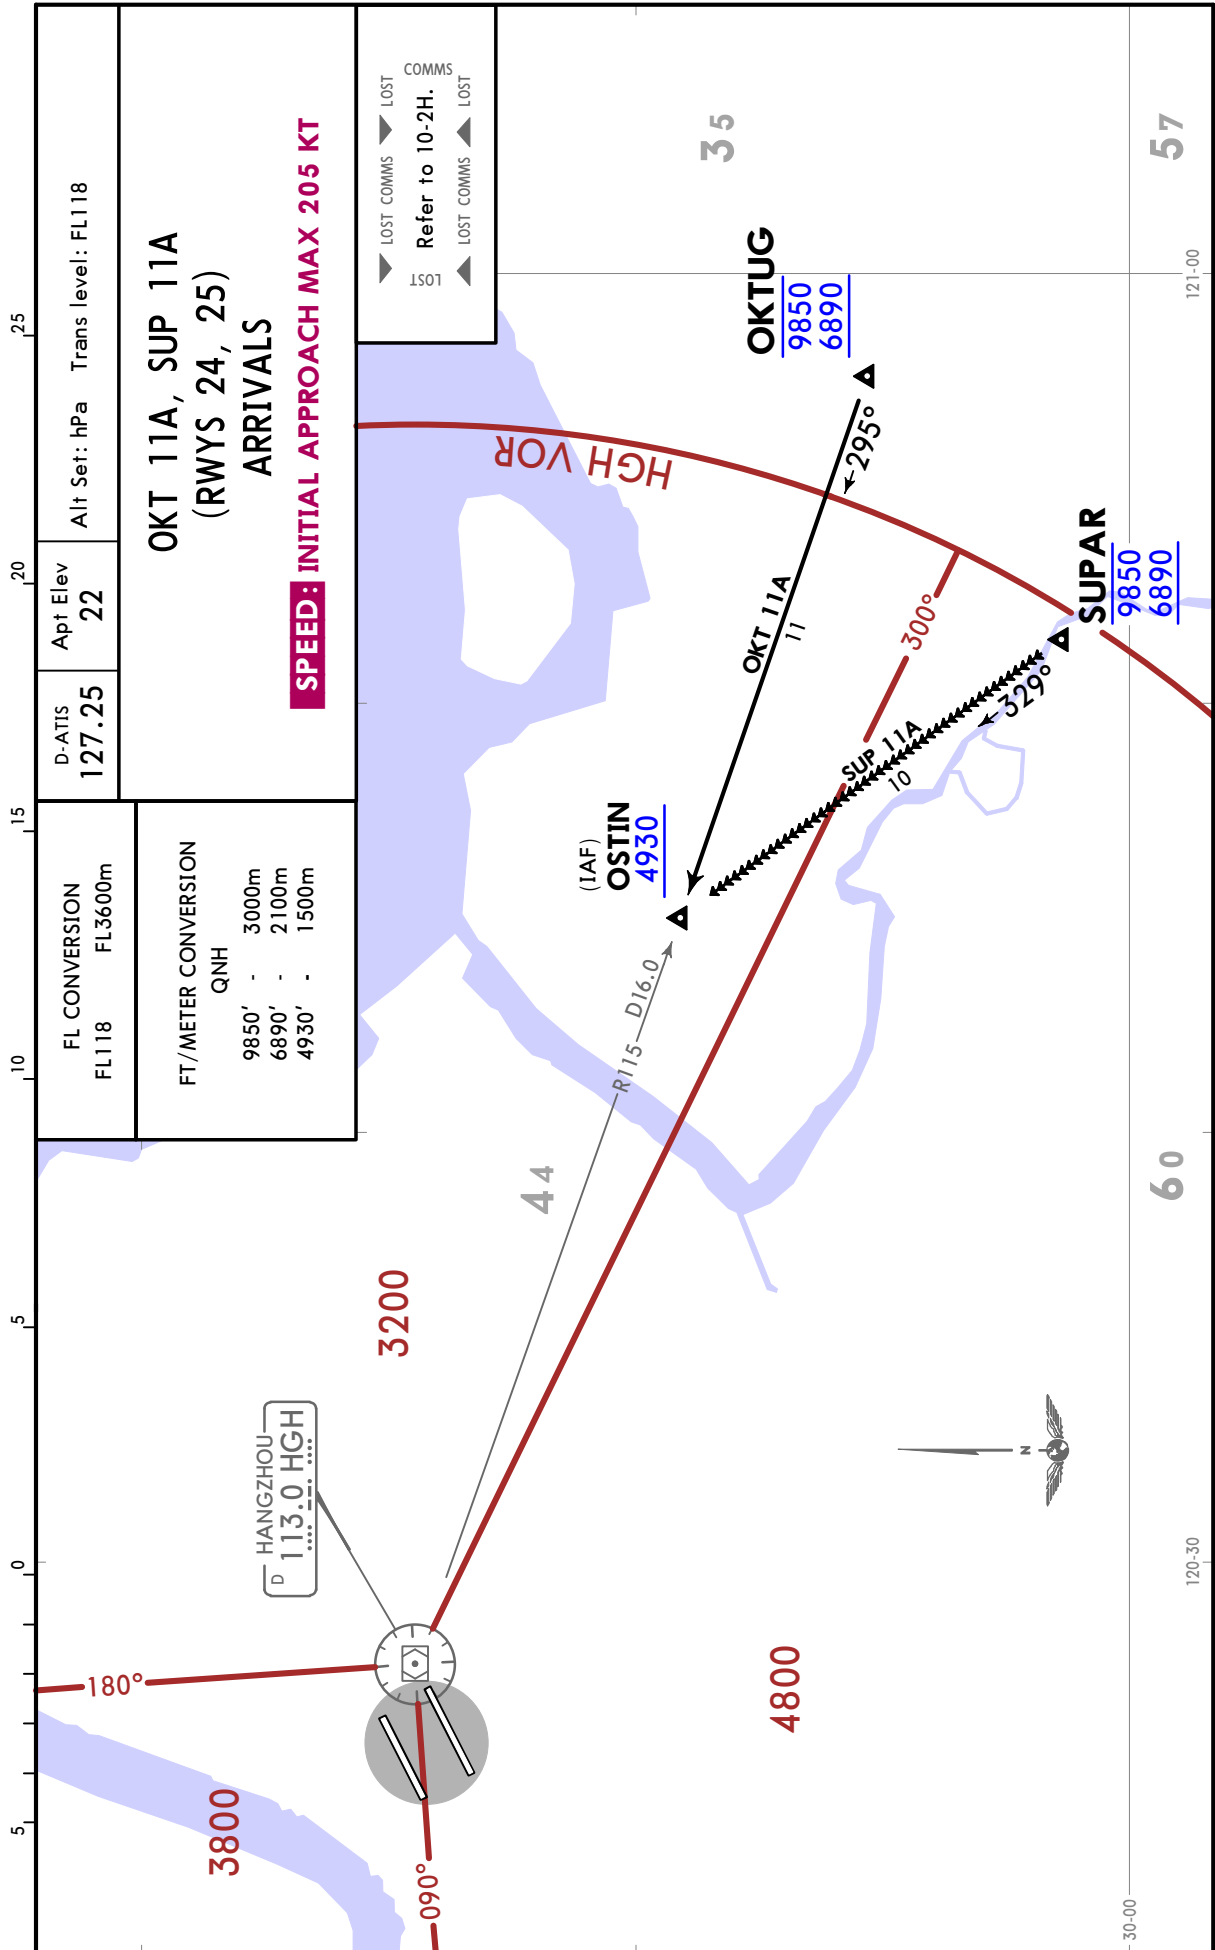 D-ATIS
127.25
Apt Elev
22
Alt Set: hPa Trans level: FL118
OKT 11A, SUP 11A
(RWYS 24, 25)
ARRIVALS
SPEED: INITIAL APPROACH MAX 205 KT
FL CONVERSION
FL118 FL3600m
FT/METER CONVERSION
QNH
9850' - 3000m
6890' - 2100m
4930' - 1500m
LOST COMMS LOST COMMS
Refer to 10-2H.
LOST LOST COMMS LOST
5 0 5 10 15 20 25
HGH VOR
D HANGZHOU
113.0 HGH
180°
090°
300°
3800
3200
4800
44
35
60
57
R115 D16.0
(IAF)
OSTIN
4930
OKT 11A
11
295°
OKTUG
9850
6890
SUP 11A
10
329°
SUPAR
9850
6890
N
30-00
120-30
121-00